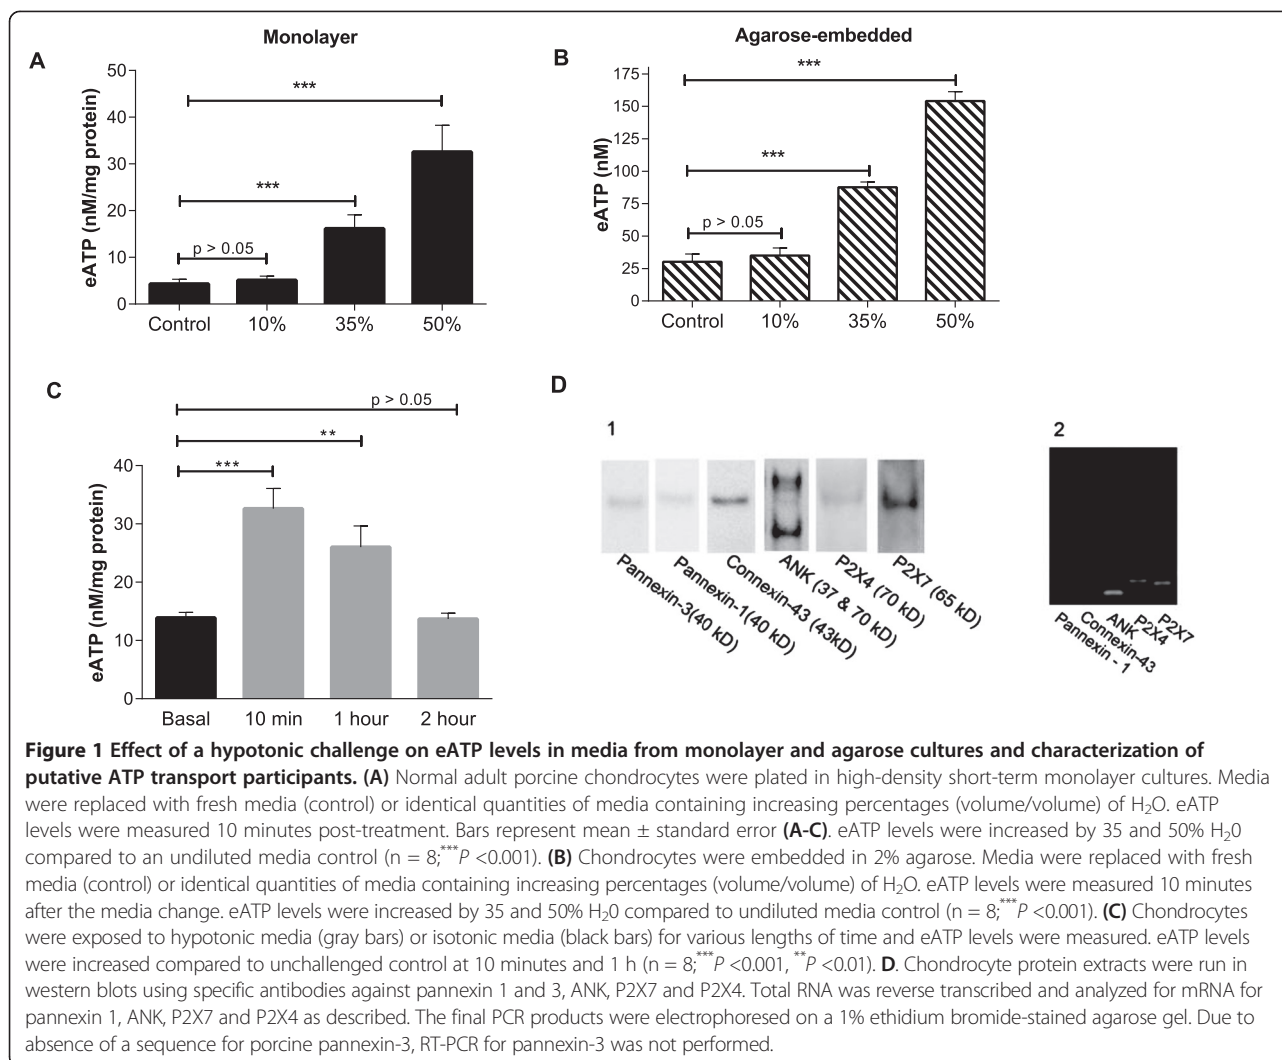 Monolayer
A
eATP (nM/mg protein)
50
40
30
20
10
0
***
***
p > 0.05
Control 10% 35% 50%
Agarose-embedded
B
eATP (nM)
175
150
125
100
75
50
25
0
***
***
p > 0.05
Control 10% 35% 50%
C
eATP (nM/mg protein)
40
30
20
10
0
p > 0.05
**
***
Basal 10 min 1 hour 2 hour
D
1
Pannexin-3(40 kD)
Pannexin-1(40 kD)
Connexin-43 (43kD)
ANK (37 & 70 kD)
P2X4 (70 kD)
P2X7 (65 kD)
2
Pannexin - 1
Connexin-43
ANK
P2X4
P2X7
Figure 1 Effect of a hypotonic challenge on eATP levels in media from monolayer and agarose cultures and characterization of
putative ATP transport participants. (A) Normal adult porcine chondrocytes were plated in high-density short-term monolayer cultures. Media
were replaced with fresh media (control) or identical quantities of media containing increasing percentages (volume/volume) of H₂O. eATP
levels were measured 10 minutes post-treatment. Bars represent mean ± standard error (A-C). eATP levels were increased by 35 and 50% H₂0
compared to an undiluted media control (n = 8;***P <0.001). (B) Chondrocytes were embedded in 2% agarose. Media were replaced with fresh
media (control) or identical quantities of media containing increasing percentages (volume/volume) of H₂O. eATP levels were measured 10 minutes
after the media change. eATP levels were increased by 35 and 50% H₂0 compared to undiluted media control (n = 8;***P <0.001). (C) Chondrocytes
were exposed to hypotonic media (gray bars) or isotonic media (black bars) for various lengths of time and eATP levels were measured. eATP levels
were increased compared to unchallenged control at 10 minutes and 1 h (n = 8;***P <0.001, **P <0.01). D. Chondrocyte protein extracts were run in
western blots using specific antibodies against pannexin 1 and 3, ANK, P2X7 and P2X4. Total RNA was reverse transcribed and analyzed for mRNA for
pannexin 1, ANK, P2X7 and P2X4 as described. The final PCR products were electrophoresed on a 1% ethidium bromide-stained agarose gel. Due to
absence of a sequence for porcine pannexin-3, RT-PCR for pannexin-3 was not performed.